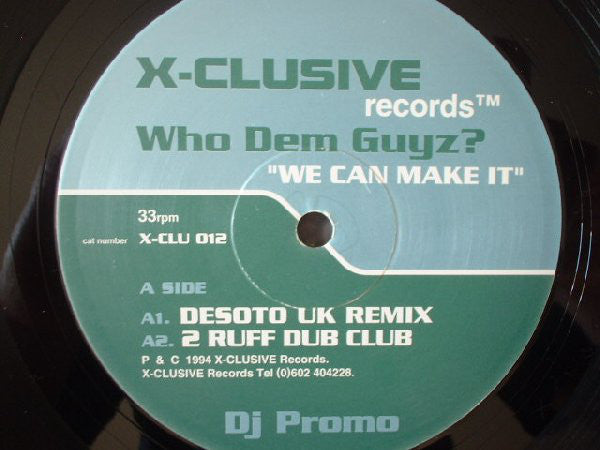 X-CLUSIVE
records™
Who Dem Guyz?
"WE CAN MAKE IT"
33rpm
cat number X-CLU 012
A SIDE
A1. DESOTO UK REMIX
A2. 2 RUFF DUB CLUB
P & C 1994 X-CLUSIVE Records.
X-CLUSIVE Records Tel (0)602 404228.
Dj Promo